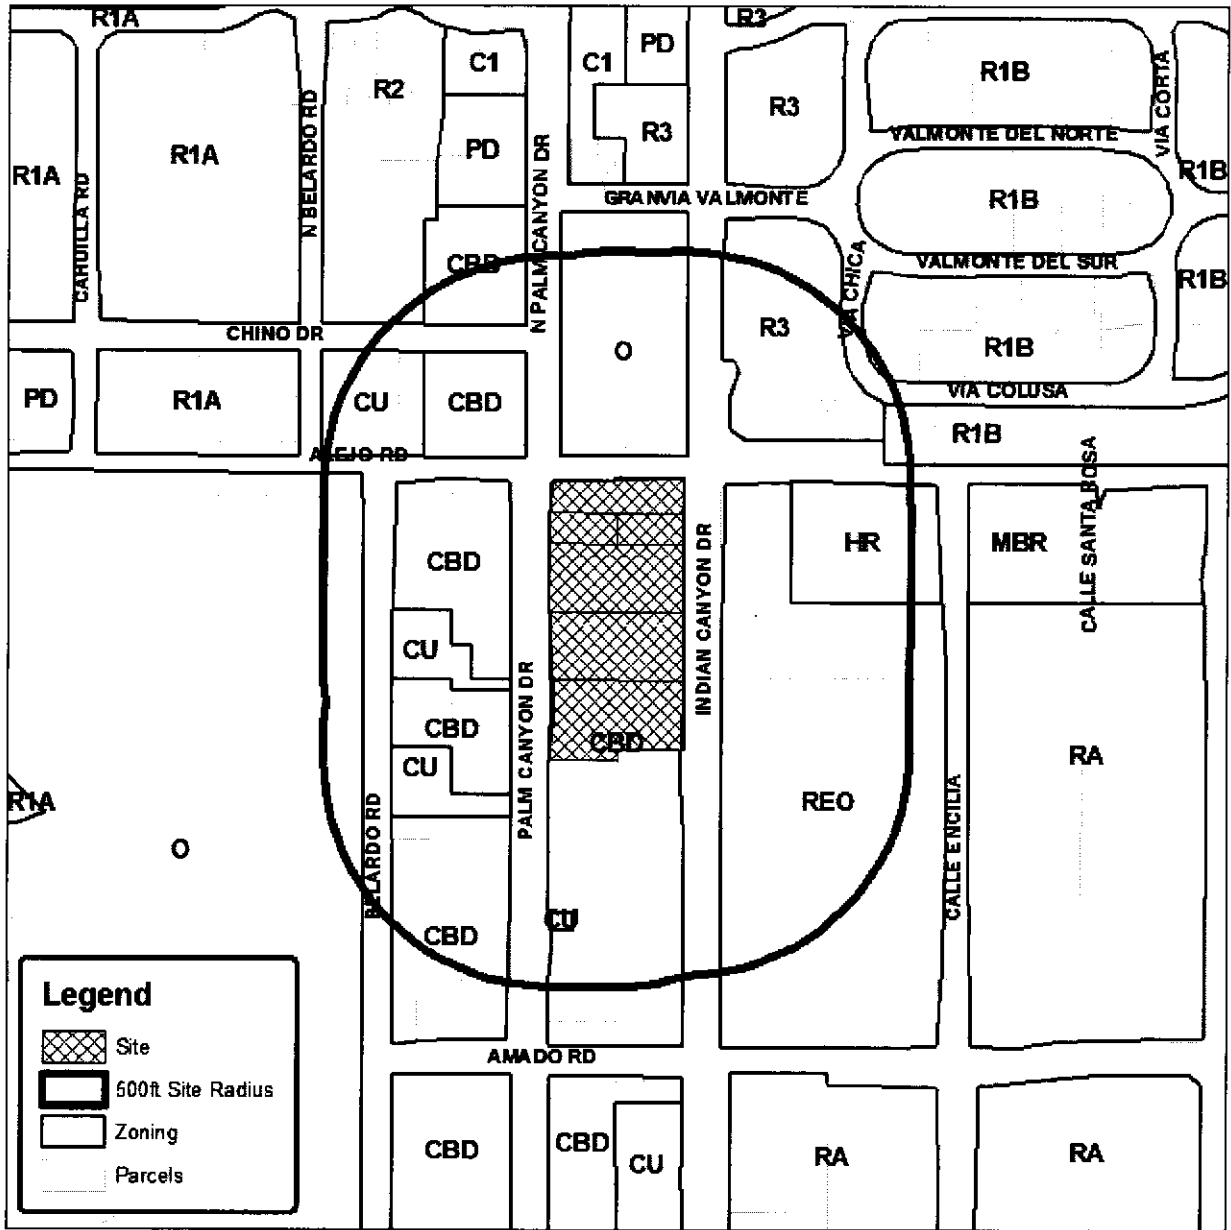 R1A
R3
C1
C1
PD
R1B
VIA CORTA
R2
N BELARDO RD
R3
R3
VALMONTE DEL NORTE
R1A
PD
R1A
R1B
CAHUILLA RD
N PALM CANYON DR
GRANVIA VALMONTE
R1B
VIA CHICA
CBD
VALMONTE DEL SUR
R1B
CHINO DR
R3
O
R1B
PD
R1A
CU
CBD
VIA COLUSA
R1B
ALEJO RD
CALLE SANTA ROSA
CBD
INDIAN CANYON DR
HR
MBR
CU
PALM CANYON DR
CBD
CBD
CU
RA
R1A
REO
O
BELARDO RD
CALLE ENCILIA
CU
CBD
Legend
Site
500ft Site Radius
Zoning
Parcels
AMADO RD
CBD
CBD
CU
RA
RA